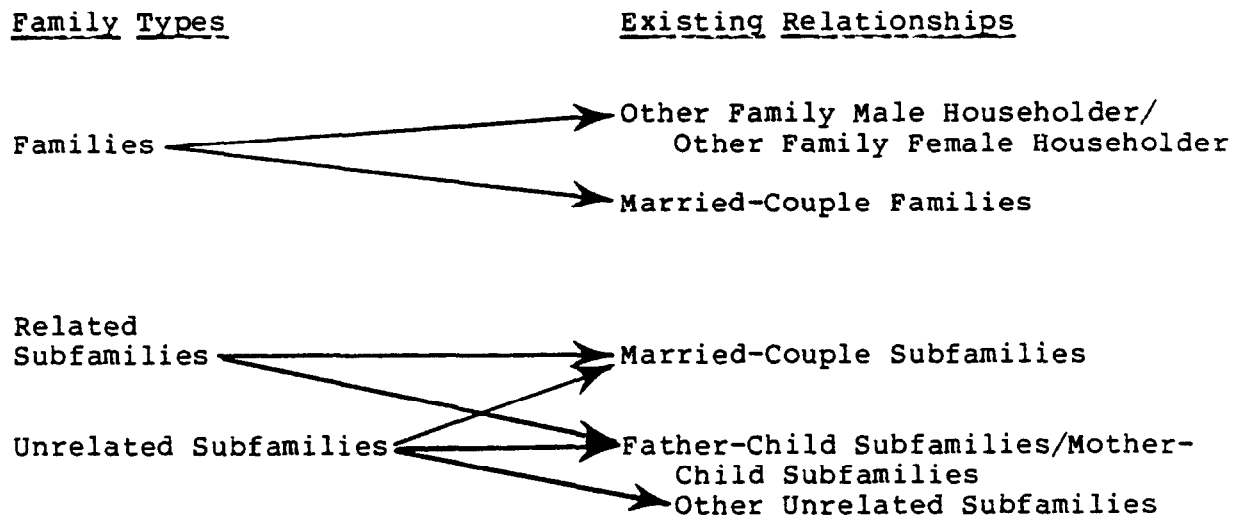 Family Types Existing Relationships
Other Family Male Householder/
Families Other Family Female Householder
Married-Couple Families
Related
Subfamilies Married-Couple Subfamilies
Unrelated Subfamilies Father-Child Subfamilies/Mother-
Child Subfamilies
Other Unrelated Subfamilies